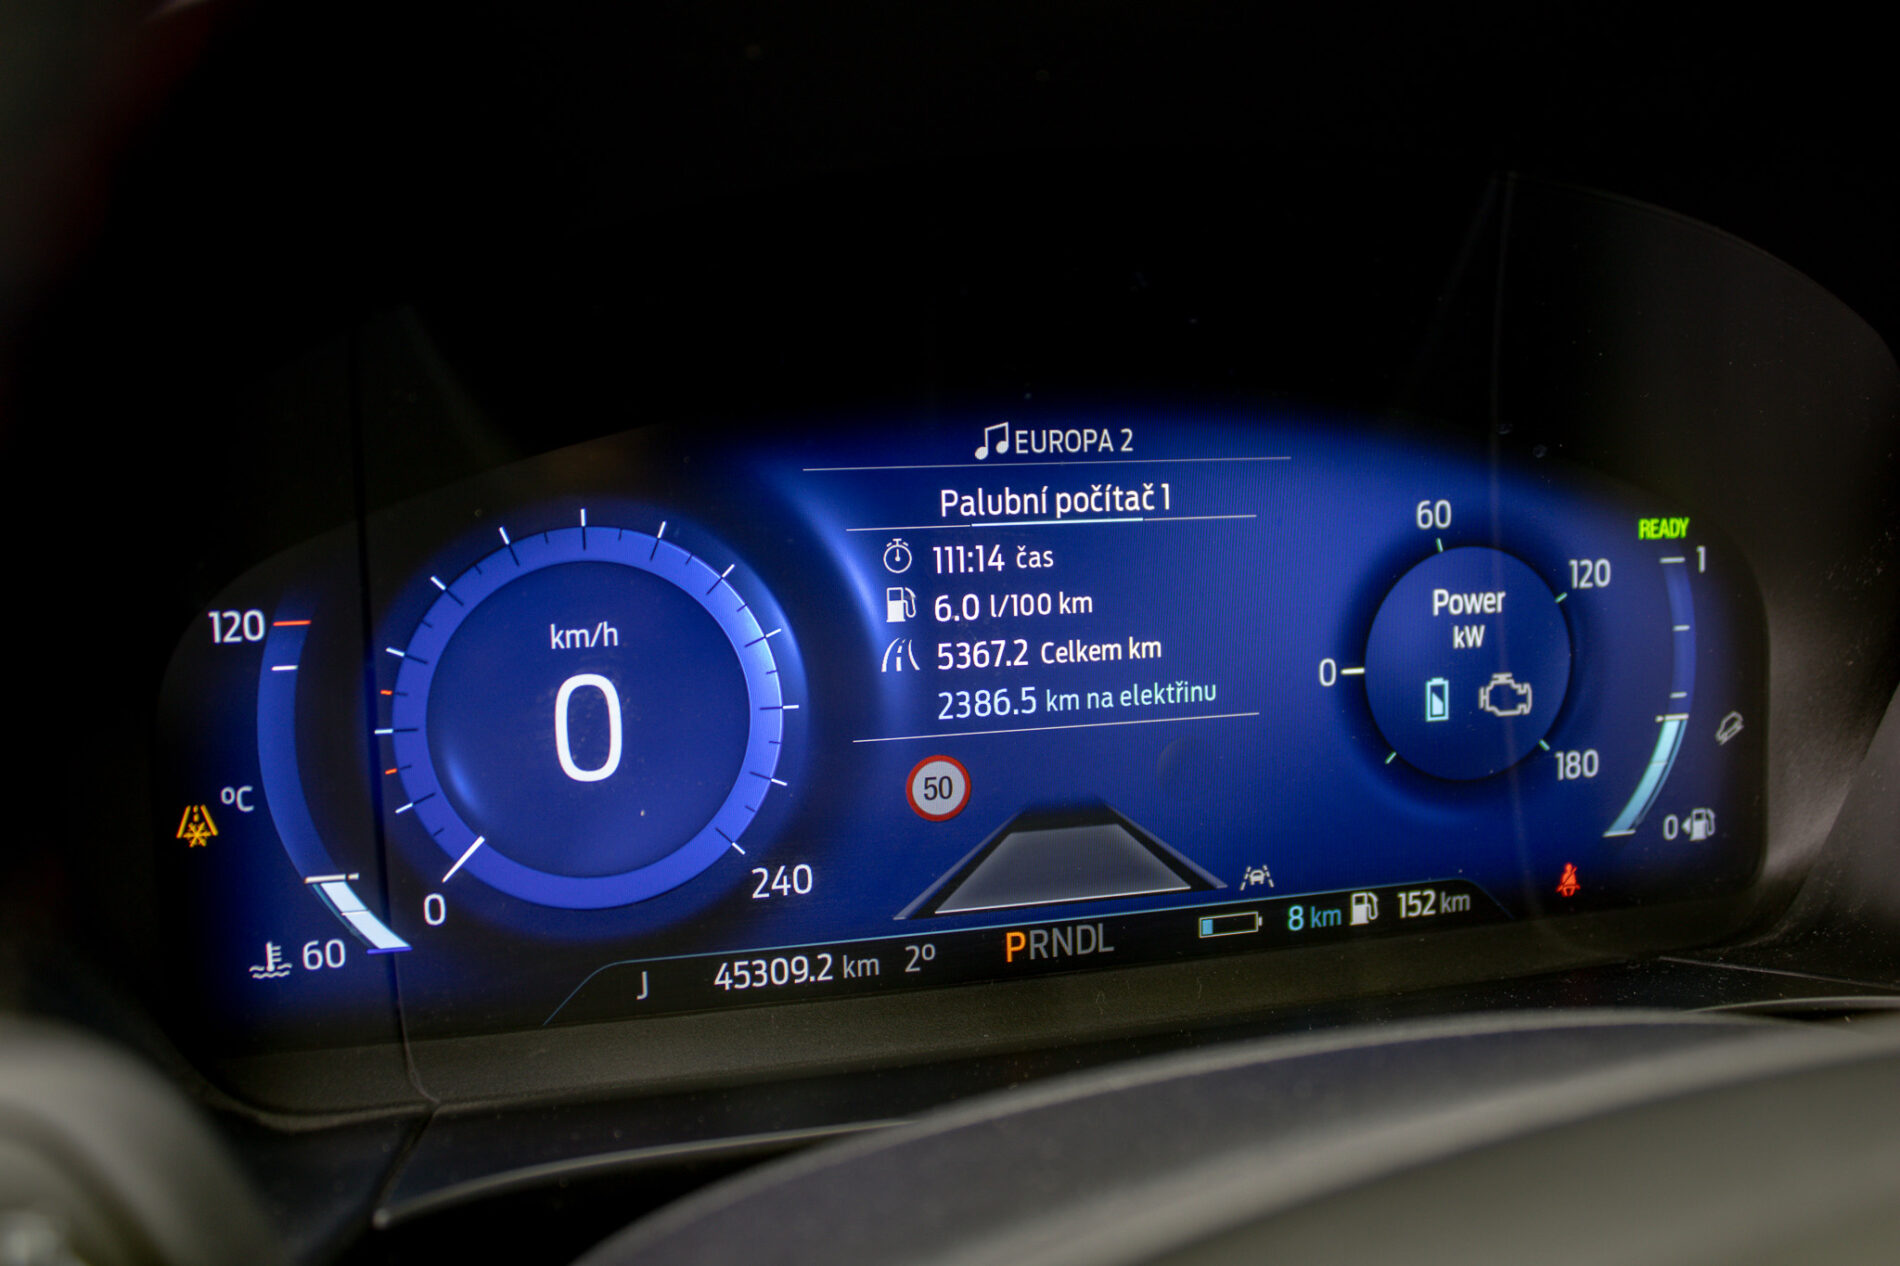 EUROPA 2
Palubní počítač 1
111:14 čas
6.0 l/100 km
5367.2 Celkem km
2386.5 km na elektřinu
120
°C
60
km/h
0
0
240
50
60
120
0
180
Power
kW
READY
1
0
J 45309.2 km 2° PRNDL 8 km 152 km